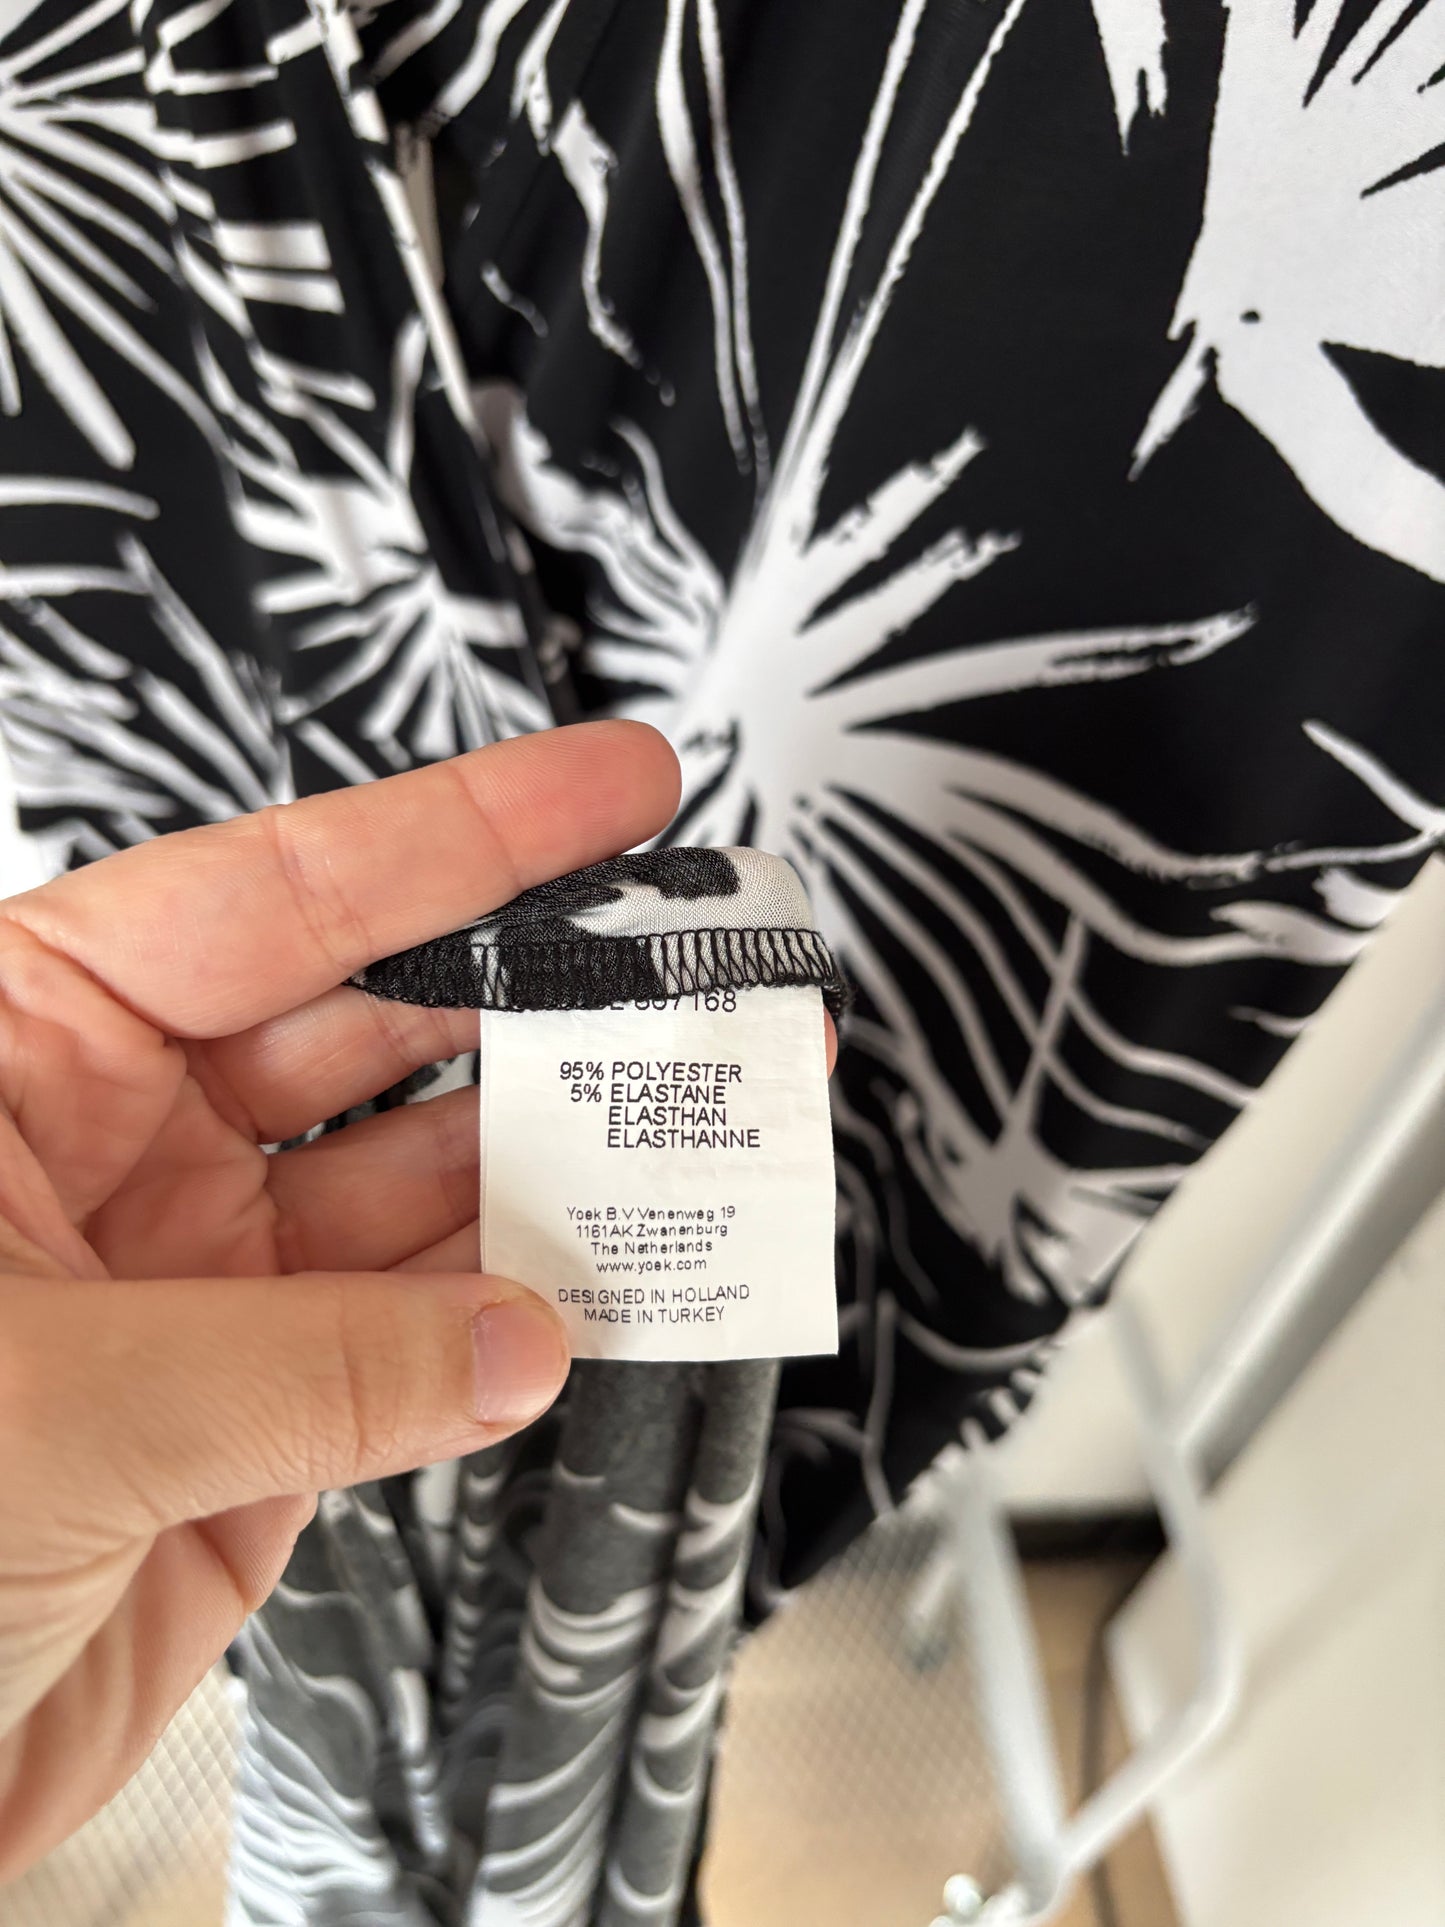 95% POLYESTER
5% ELASTANE
ELASTHAN
ELASTHANNE
Yoek B.V Venenweg 19
1161AK Zwanenburg
The Netherlands
www.yoek.com
DESIGNED IN HOLLAND
MADE IN TURKEY